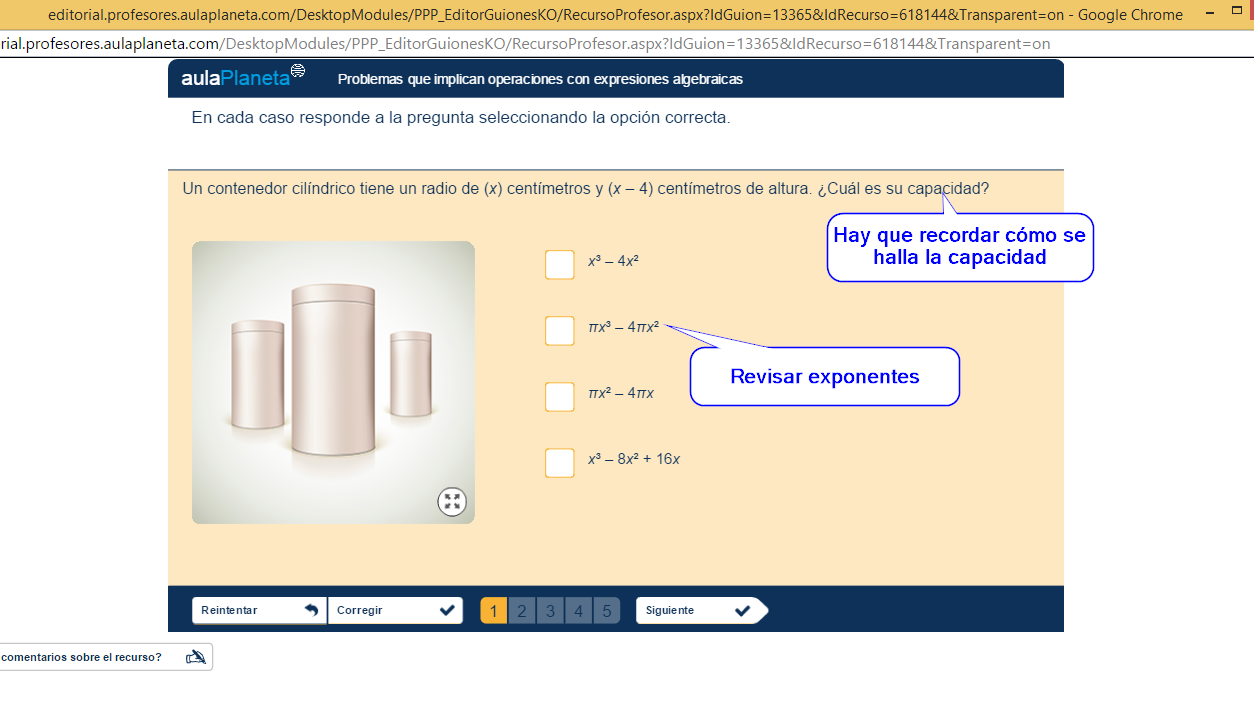 editorial.profesores.aulaplaneta.com/DesktopModules/PPP_EditorGuionesKO/RecursoProfesor.aspx?IdGuion=13365&IdRecurso=618144&Transparent=on - Google Chrome
rial.profesores.aulaplaneta.com/DesktopModules/PPP_EditorGuionesKO/RecursoProfesor.aspx?IdGuion=13365&IdRecurso=618144&Transparent=on
aulaPlaneta Problemas que implican operaciones con expresiones algebraicas
En cada caso responde a la pregunta seleccionando la opción correcta.
Un contenedor cilíndrico tiene un radio de (x) centímetros y (x – 4) centímetros de altura. ¿Cuál es su capacidad?
Hay que recordar cómo se
halla la capacidad
x³ – 4x²
πx³ – 4πx²
Revisar exponentes
πx² – 4πx
x³ – 8x² + 16x
Reintentar Corregir 1 2 3 4 5 Siguiente
comentarios sobre el recurso?